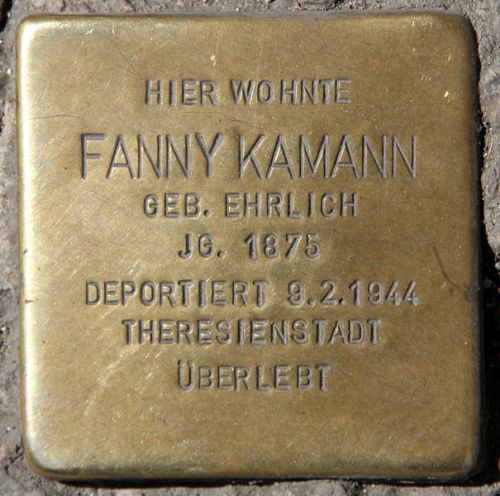 HIER WOHNTE
FANNY KAMANN
GEB. EHRLICH
JG. 1875
DEPORTIERT 9.2.1944
THERESIENSTADT
ÜBERLEBT